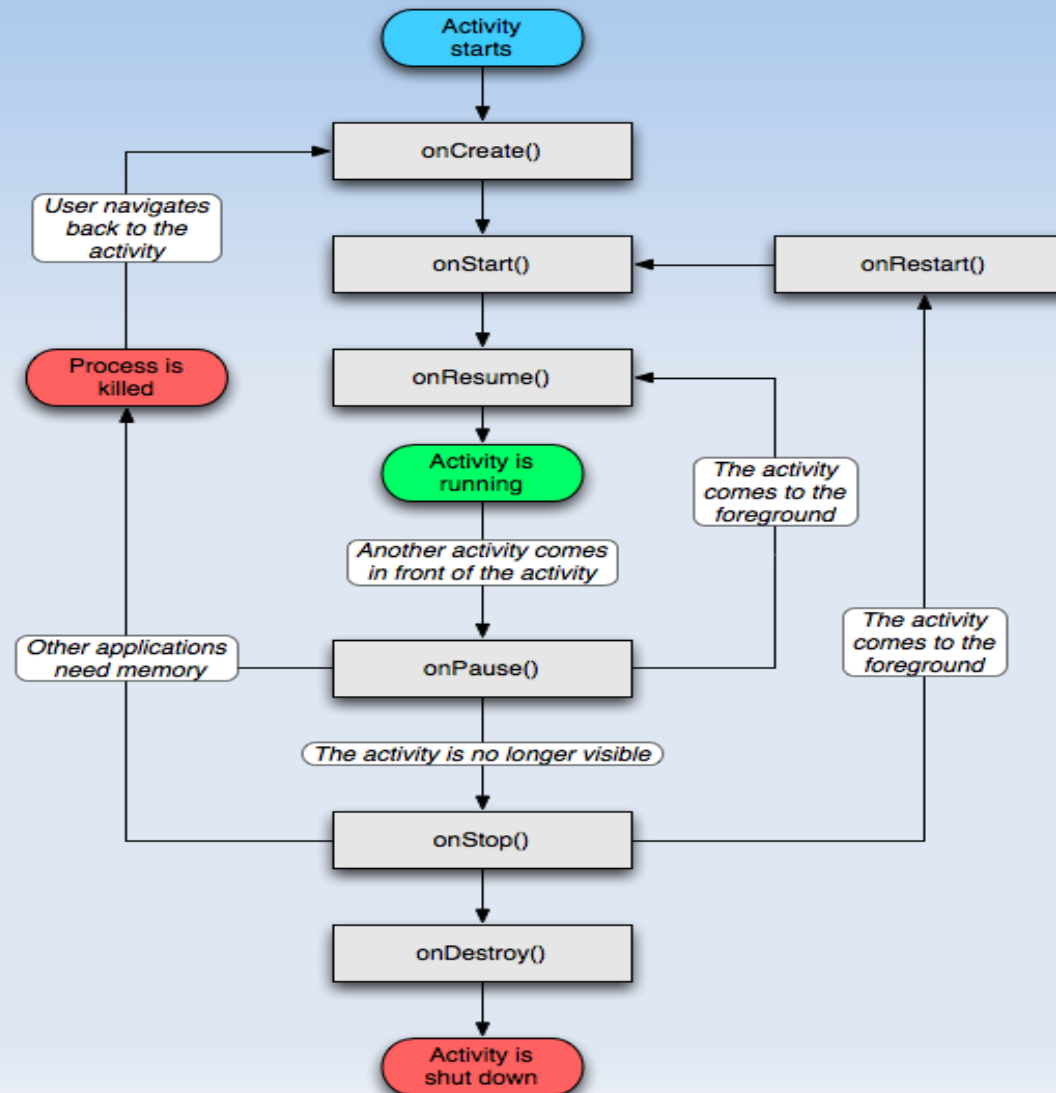 Activity
starts
onCreate()
User navigates
back to the
activity
onStart()
onRestart()
Process is
killed
onResume()
Activity is
running
The activity
comes to the
foreground
Another activity comes
in front of the activity
The activity
comes to the
foreground
Other applications
need memory
onPause()
The activity is no longer visible
onStop()
onDestroy()
Activity is
shut down